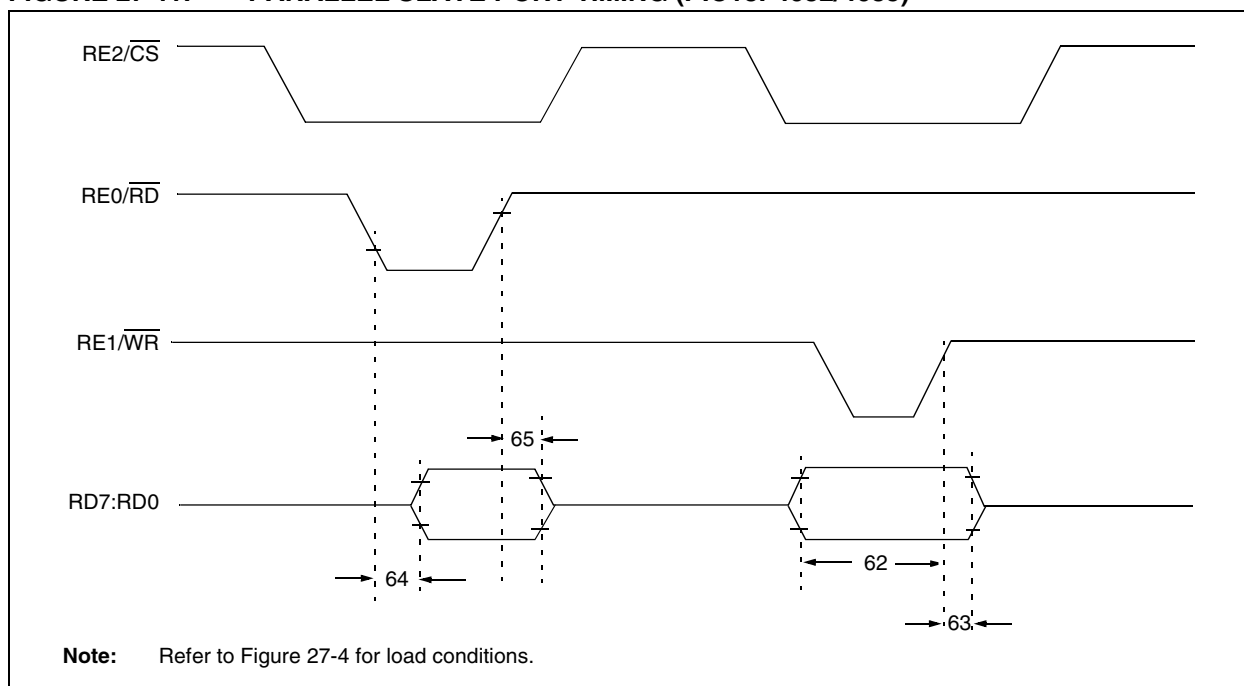 RE2/CS
RE0/RD
RE1/WR
65
RD7:RD0
64
62
63
Note: Refer to Figure 27-4 for load conditions.